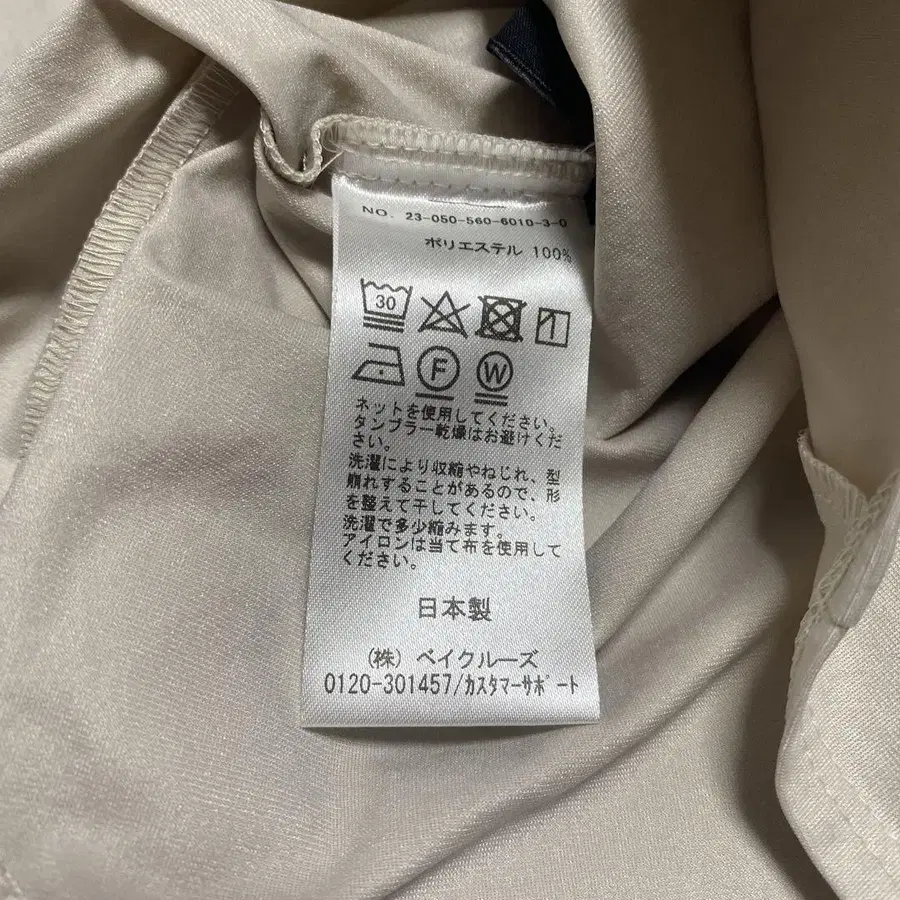 NO. 23-050-560-6010-3-0
ポリエステル 100%
30
F W
ネットを使用してください。
タンブラー乾燥はお避けくだ
さい。
洗濯により収縮やねじれ、型
崩れすることがあるので、形
を整えて干してください。
洗濯で多少縮みます。
アイロンは当て布を使用して
ください。
日本製
(株) ベイクルーズ
0120-301457/カスタマーサポート